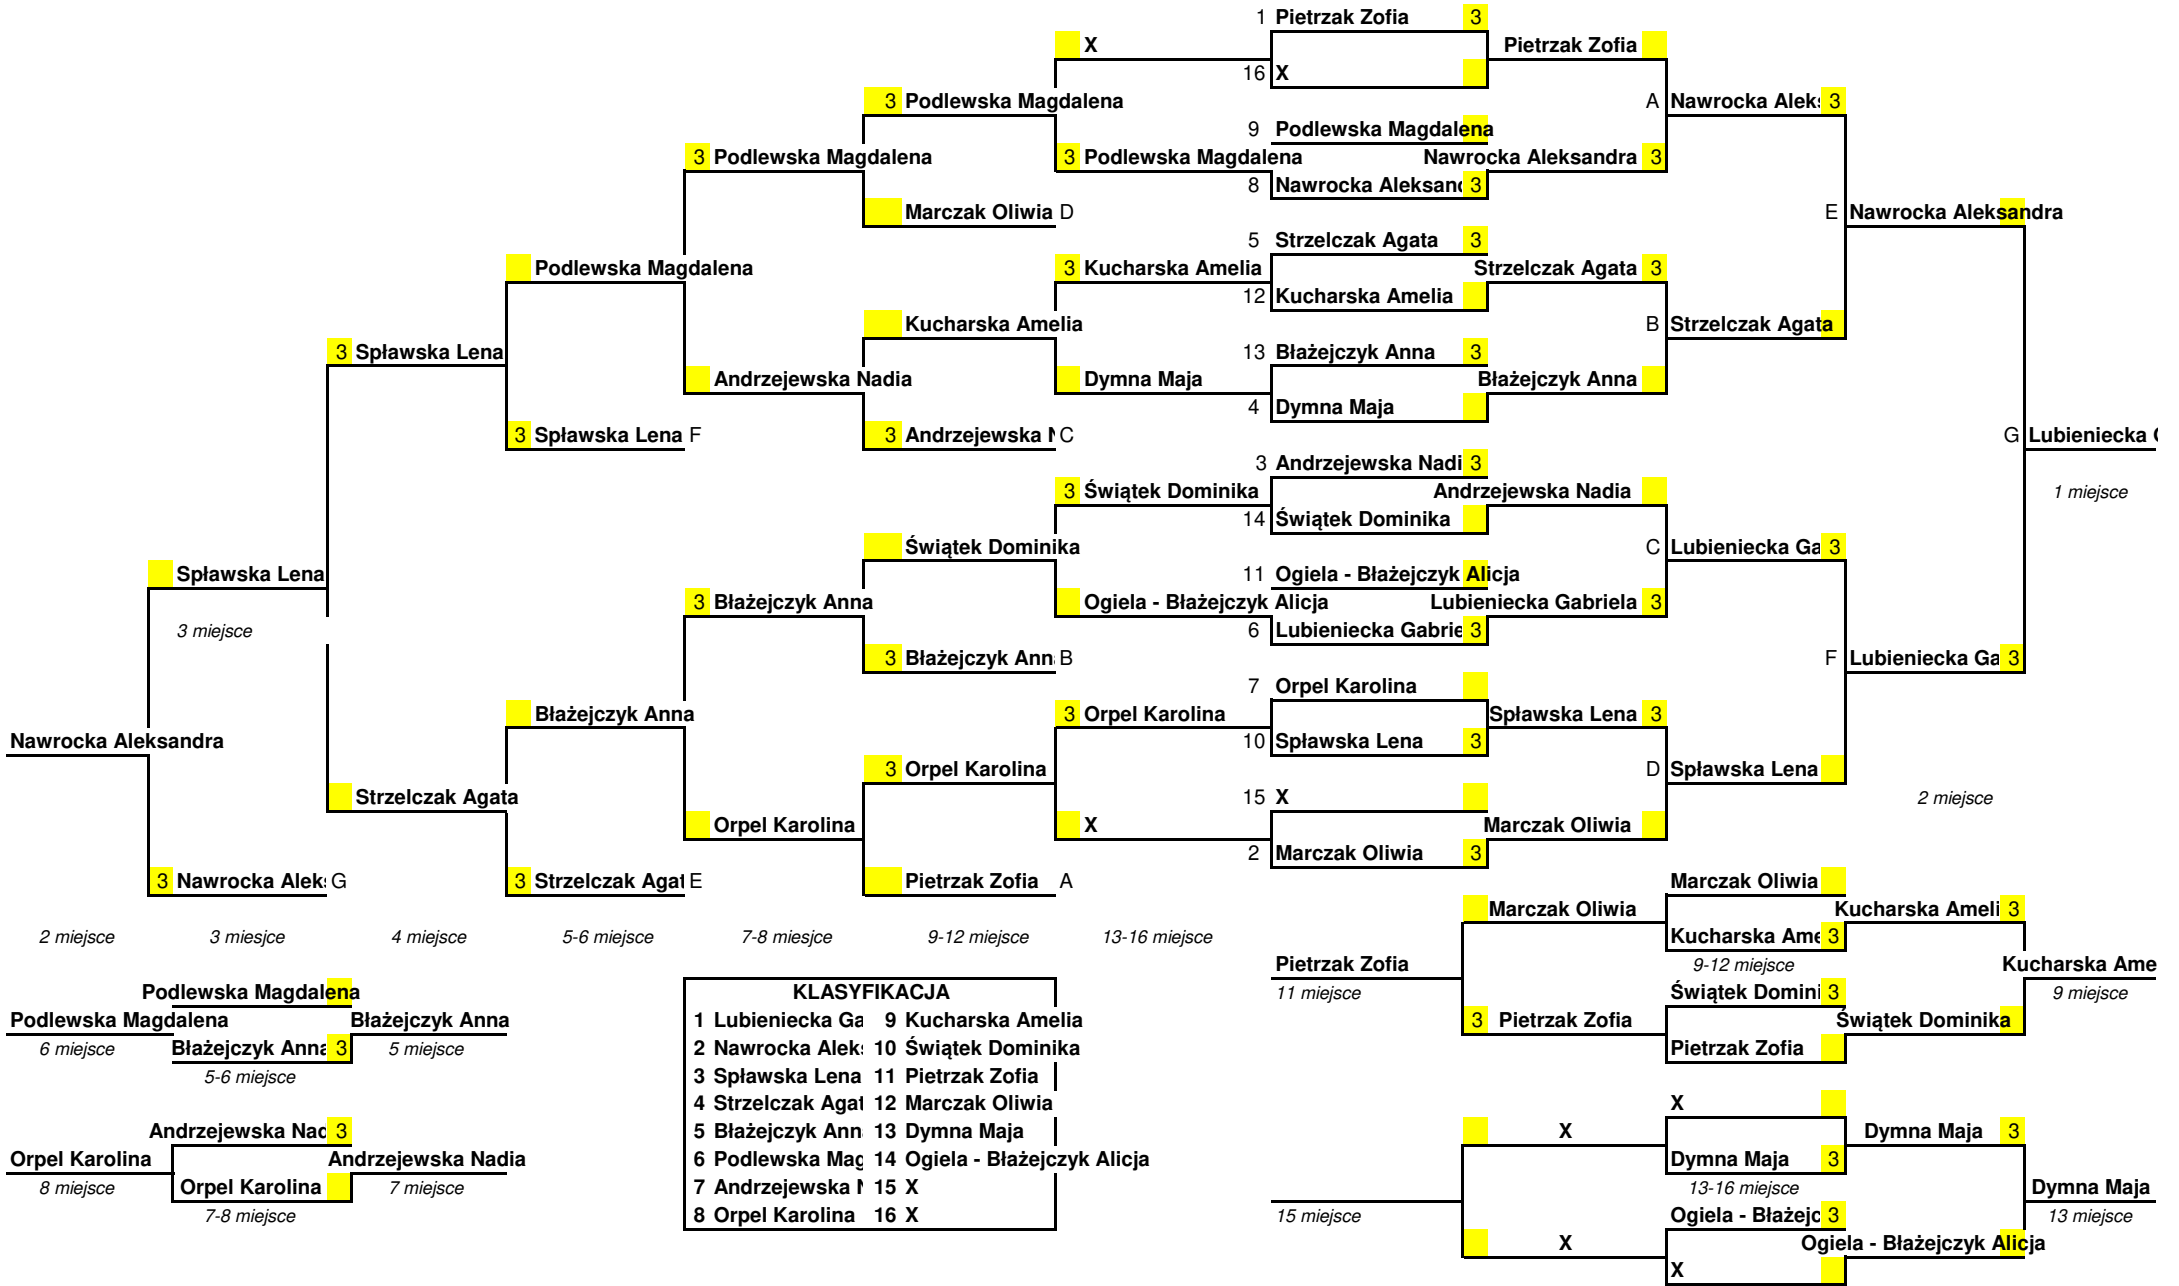 1 Pietrzak Zofia 3
X Pietrzak Zofia
16 X
3 Podlewska Magdalena A Nawrocka Aleks 3
9 Podlewska Magdalena
3 Podlewska Magdalena 3 Podlewska Magdalena Nawrocka Aleksandra 3
8 Nawrocka Aleksand 3
Marczak Oliwia D E Nawrocka Aleksandra
5 Strzelczak Agata 3
Podlewska Magdalena 3 Kucharska Amelia Strzelczak Agata 3
12 Kucharska Amelia
Kucharska Amelia B Strzelczak Agata
3 Spławska Lena 13 Błażejczyk Anna 3
Andrzejewska Nadia Dymna Maja Błażejczyk Anna
4 Dymna Maja
3 Spławska Lena F 3 Andrzejewska N C G Lubieniecka G
3 Andrzejewska Nadi 3
3 Świątek Dominika Andrzejewska Nadia 1 miejsce
14 Świątek Dominika
Świątek Dominika C Lubieniecka Ga 3
Spławska Lena 11 Ogiela - Błażejczyk Alicja
3 Błażejczyk Anna Ogiela - Błażejczyk Alicja Lubieniecka Gabriela 3
3 miejsce 6 Lubieniecka Gabrie 3
3 Błażejczyk Ann B F Lubieniecka Ga 3
7 Orpel Karolina
Błażejczyk Anna 3 Orpel Karolina Spławska Lena 3
Nawrocka Aleksandra 10 Spławska Lena 3
3 Orpel Karolina D Spławska Lena
Strzelczak Agata 15 X 2 miejsce
Orpel Karolina X Marczak Oliwia
2 Marczak Oliwia 3
3 Nawrocka Aleks G 3 Strzelczak Agat E Pietrzak Zofia A Marczak Oliwia
Marczak Oliwia Kucharska Ameli 3
2 miejsce 3 miesjce 4 miejsce 5-6 miejsce 7-8 miesjce 9-12 miejsce 13-16 miejsce Kucharska Ame 3
Pietrzak Zofia 9-12 miejsce Kucharska Ame
Podlewska Magdalena KLASYFIKACJA 11 miejsce Świątek Domini 3 9 miejsce
Podlewska Magdalena Błażejczyk Anna 1 Lubieniecka Ga 9 Kucharska Amelia 3 Pietrzak Zofia Świątek Dominika
6 miejsce Błażejczyk Anna 3 5 miejsce 2 Nawrocka Aleks 10 Świątek Dominika Pietrzak Zofia
5-6 miejsce 3 Spławska Lena 11 Pietrzak Zofia
4 Strzelczak Agat 12 Marczak Oliwia X
Andrzejewska Nad 3 5 Błażejczyk Ann 13 Dymna Maja X Dymna Maja 3
Orpel Karolina Andrzejewska Nadia 6 Podlewska Mag 14 Ogiela - Błażejczyk Alicja Dymna Maja 3
8 miejsce Orpel Karolina 7 miejsce 7 Andrzejewska N 15 X 13-16 miejsce Dymna Maja
7-8 miejsce 8 Orpel Karolina 16 X 15 miejsce Ogiela - Błażejc 3 13 miejsce
X Ogiela - Błażejczyk Alicja
X